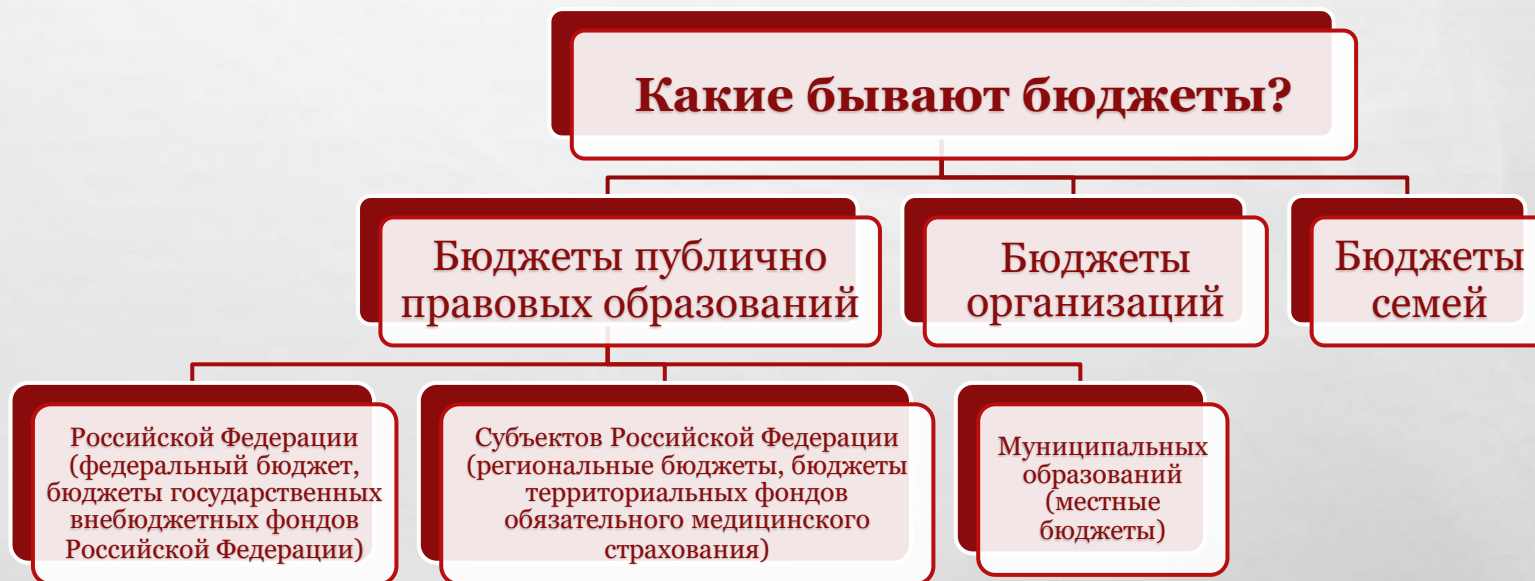 Какие бывают бюджеты?
Бюджеты публично
правовых образований
Бюджеты
организаций
Бюджеты
семей
Российской Федерации
(федеральный бюджет,
бюджеты государственных
внебюджетных фондов
Российской Федерации)
Субъектов Российской Федерации
(региональные бюджеты, бюджеты
территориальных фондов
обязательного медицинского
страхования)
Муниципальных
образований
(местные
бюджеты)